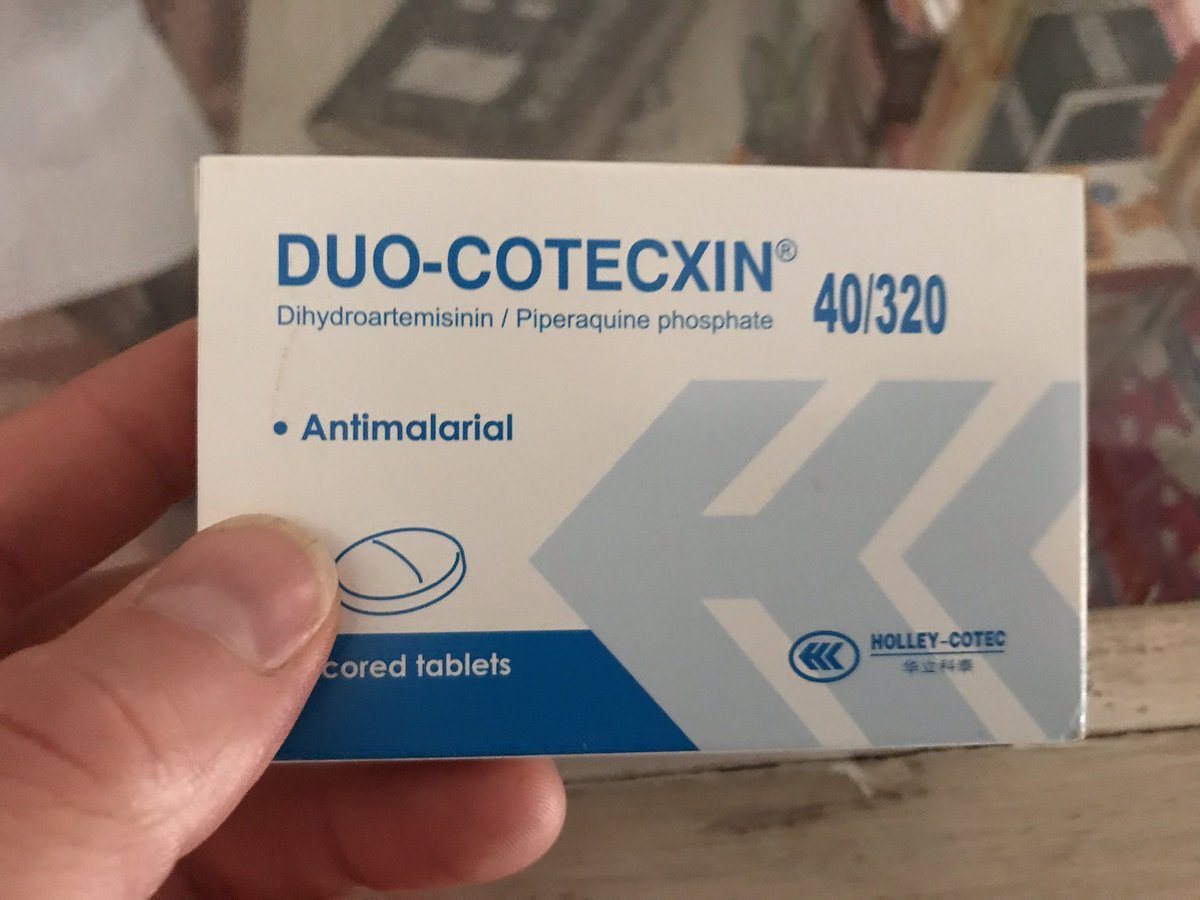 DUO-COTECXIN®
Dihydroartemisinin / Piperaquine phosphate
40/320
• Antimalarial
cored tablets
HOLLEY-COTEC
华立科泰